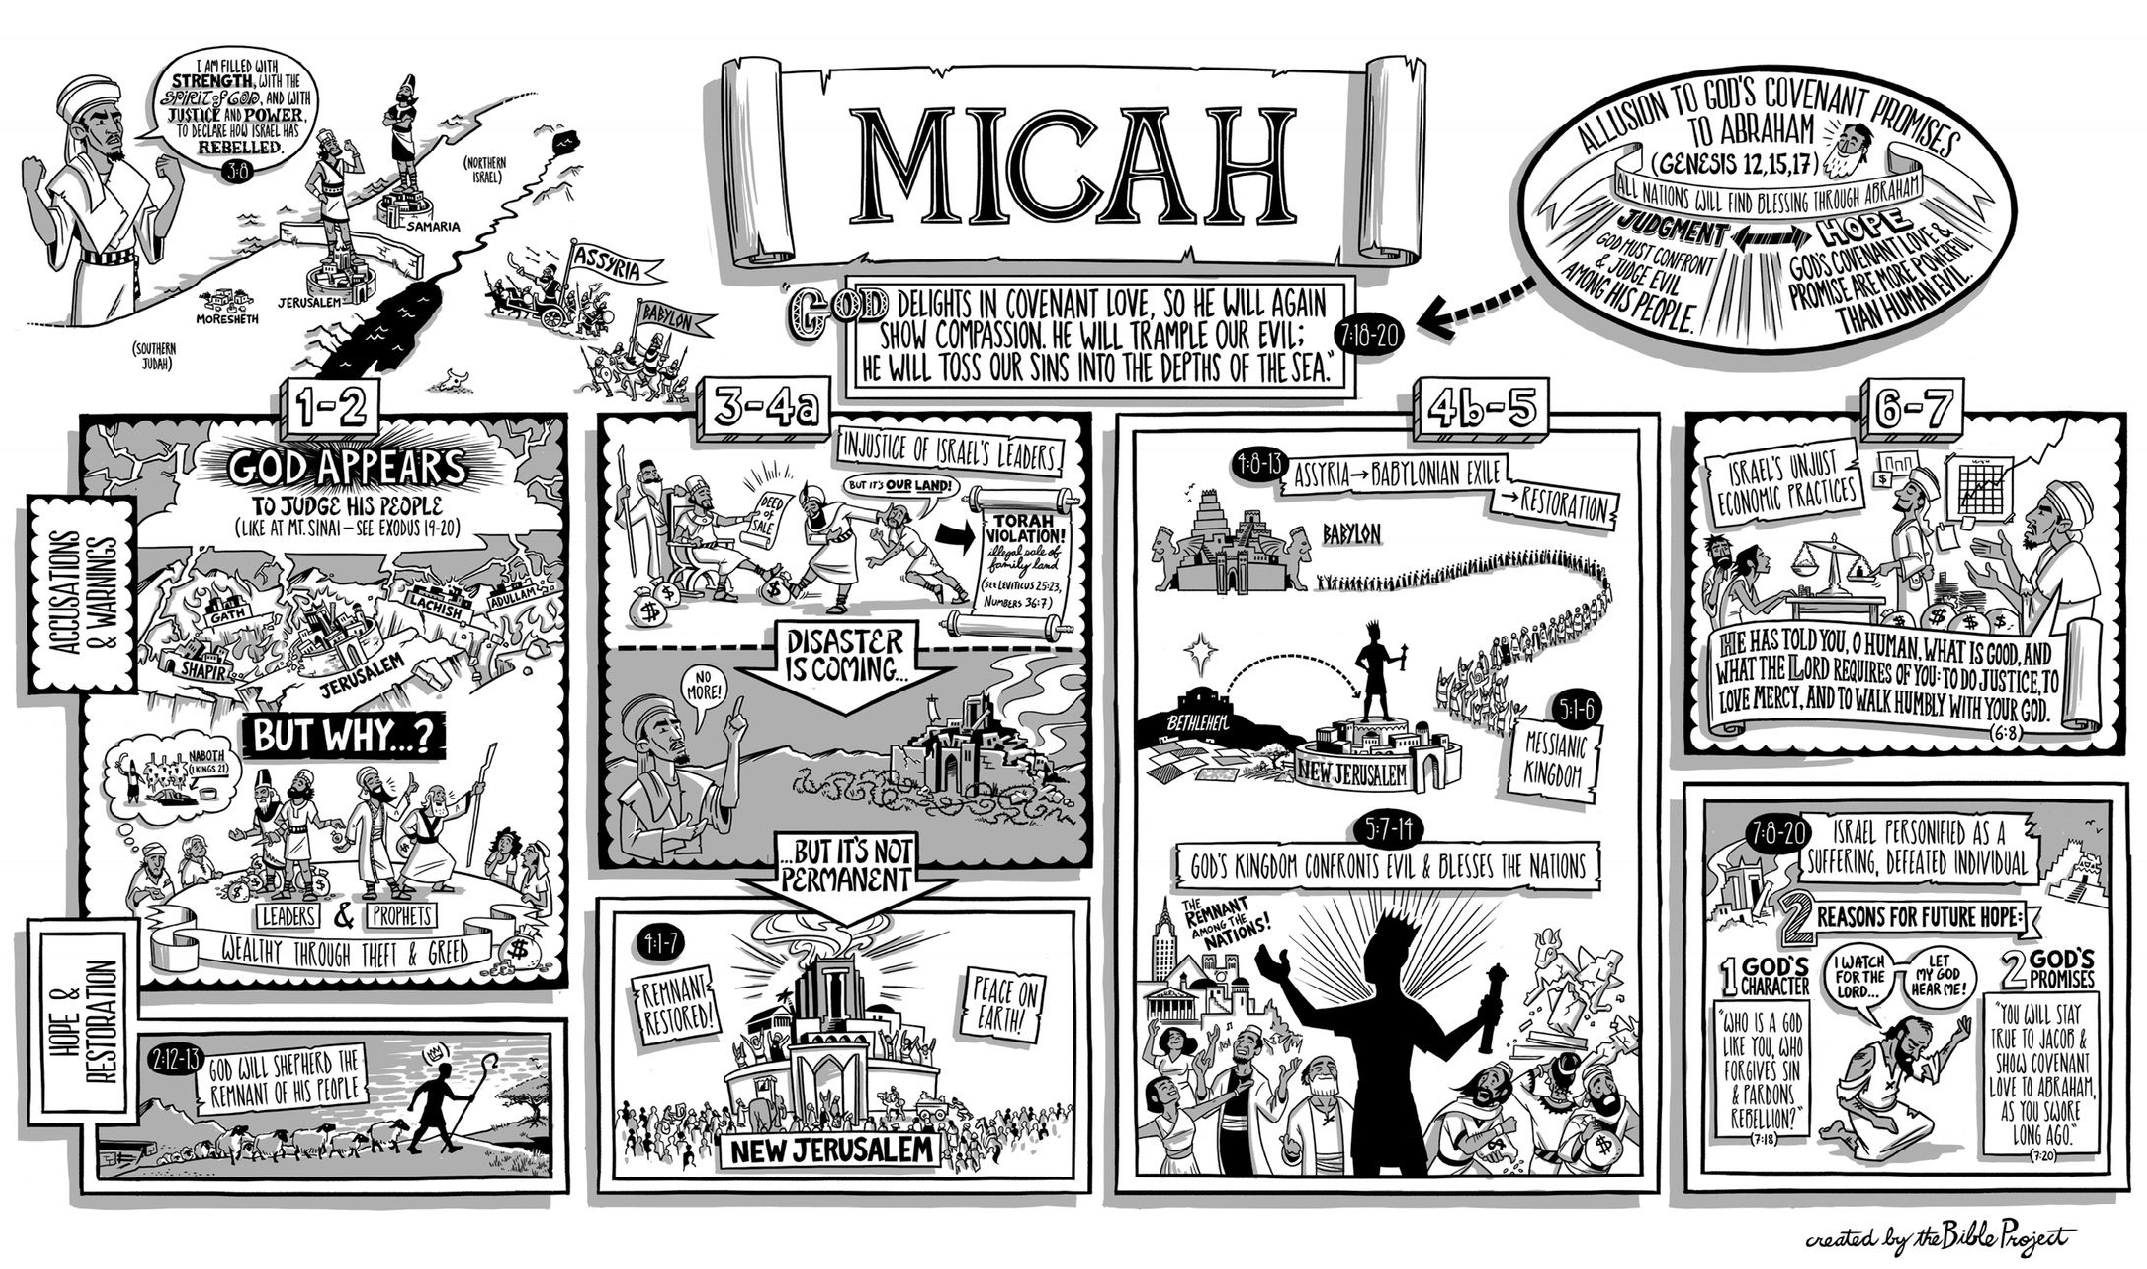 I AM FILLED WITH
STRENGTH, WITH THE
SPIRIT of GOD, AND WITH
JUSTICE AND POWER,
TO DECLARE HOW ISRAEL HAS
REBELLED.
3:8
(NORTHERN
ISRAEL)
SAMARIA
JERUSALEM
MORESHETH
(SOUTHERN
JUDAH)
ASSYRIA
BABYLON
MICAH
"GOD DELIGHTS IN COVENANT LOVE, SO HE WILL AGAIN
SHOW COMPASSION. HE WILL TRAMPLE OUR EVIL;
HE WILL TOSS OUR SINS INTO THE DEPTHS OF THE SEA."
7:18-20
ALLUSION TO GOD'S COVENANT PROMISES
TO ABRAHAM
(GENESIS 12,15,17)
ALL NATIONS WILL FIND BLESSING THROUGH ABRAHAM
JUDGMENT
GOD MUST CONFRONT
& JUDGE EVIL
AMONG HIS PEOPLE.
HOPE
GOD'S COVENANT LOVE &
PROMISE ARE MORE POWERFUL
THAN HUMAN EVIL.
ACCUSATIONS
& WARNINGS
HOPE &
RESTORATION
1-2
GOD APPEARS
TO JUDGE HIS PEOPLE
(LIKE AT MT. SINAI - SEE EXODUS 19-20)
GATH
LACHISH
ADULLAM
SHAPIR
JERUSALEM
BUT WHY...?
NABOTH
(1 KINGS 21)
LEADERS
&
PROPHETS
WEALTHY THROUGH THEFT & GREED
$
2:12-13
GOD WILL SHEPHERD THE
REMNANT OF HIS PEOPLE
3-4a
INJUSTICE OF ISRAEL'S LEADERS
DEED
OF
SALE
BUT IT'S OUR LAND!
TORAH
VIOLATION!
illegal sale of
family land
(SEE LEVITICUS 25:23,
NUMBERS 36:7)
DISASTER
IS COMING...
NO
MORE!
...BUT IT'S NOT
PERMANENT
4:1-7
REMNANT
RESTORED!
PEACE ON
EARTH!
NEW JERUSALEM
4b-5
4:8-13
ASSYRIA→BABYLONIAN EXILE
→RESTORATION
BABYLON
BETHLEHEM
NEW JERUSALEM
5:1-6
MESSIANIC
KINGDOM
5:7-14
GOD'S KINGDOM CONFRONTS EVIL & BLESSES THE NATIONS
THE
REMNANT
AMONG THE
NATIONS!
6-7
ISRAEL'S UNJUST
ECONOMIC PRACTICES
HE HAS TOLD YOU, O HUMAN, WHAT IS GOOD, AND
WHAT THE LORD REQUIRES OF YOU: TO DO JUSTICE, TO
LOVE MERCY, AND TO WALK HUMBLY WITH YOUR GOD.
(6:8)
7:8-20
ISRAEL PERSONIFIED AS A
SUFFERING, DEFEATED INDIVIDUAL
2 REASONS FOR FUTURE HOPE:
1 GOD'S
CHARACTER
"WHO IS A GOD
LIKE YOU, WHO
FORGIVES SIN
& PARDONS
REBELLION?"
(7:18)
I WATCH
FOR THE
LORD...
LET
MY GOD
HEAR ME!
2 GOD'S
PROMISES
"YOU WILL STAY
TRUE TO JACOB &
SHOW COVENANT
LOVE TO ABRAHAM,
AS YOU SWORE
LONG AGO."
(7:20)
created by the Bible Project